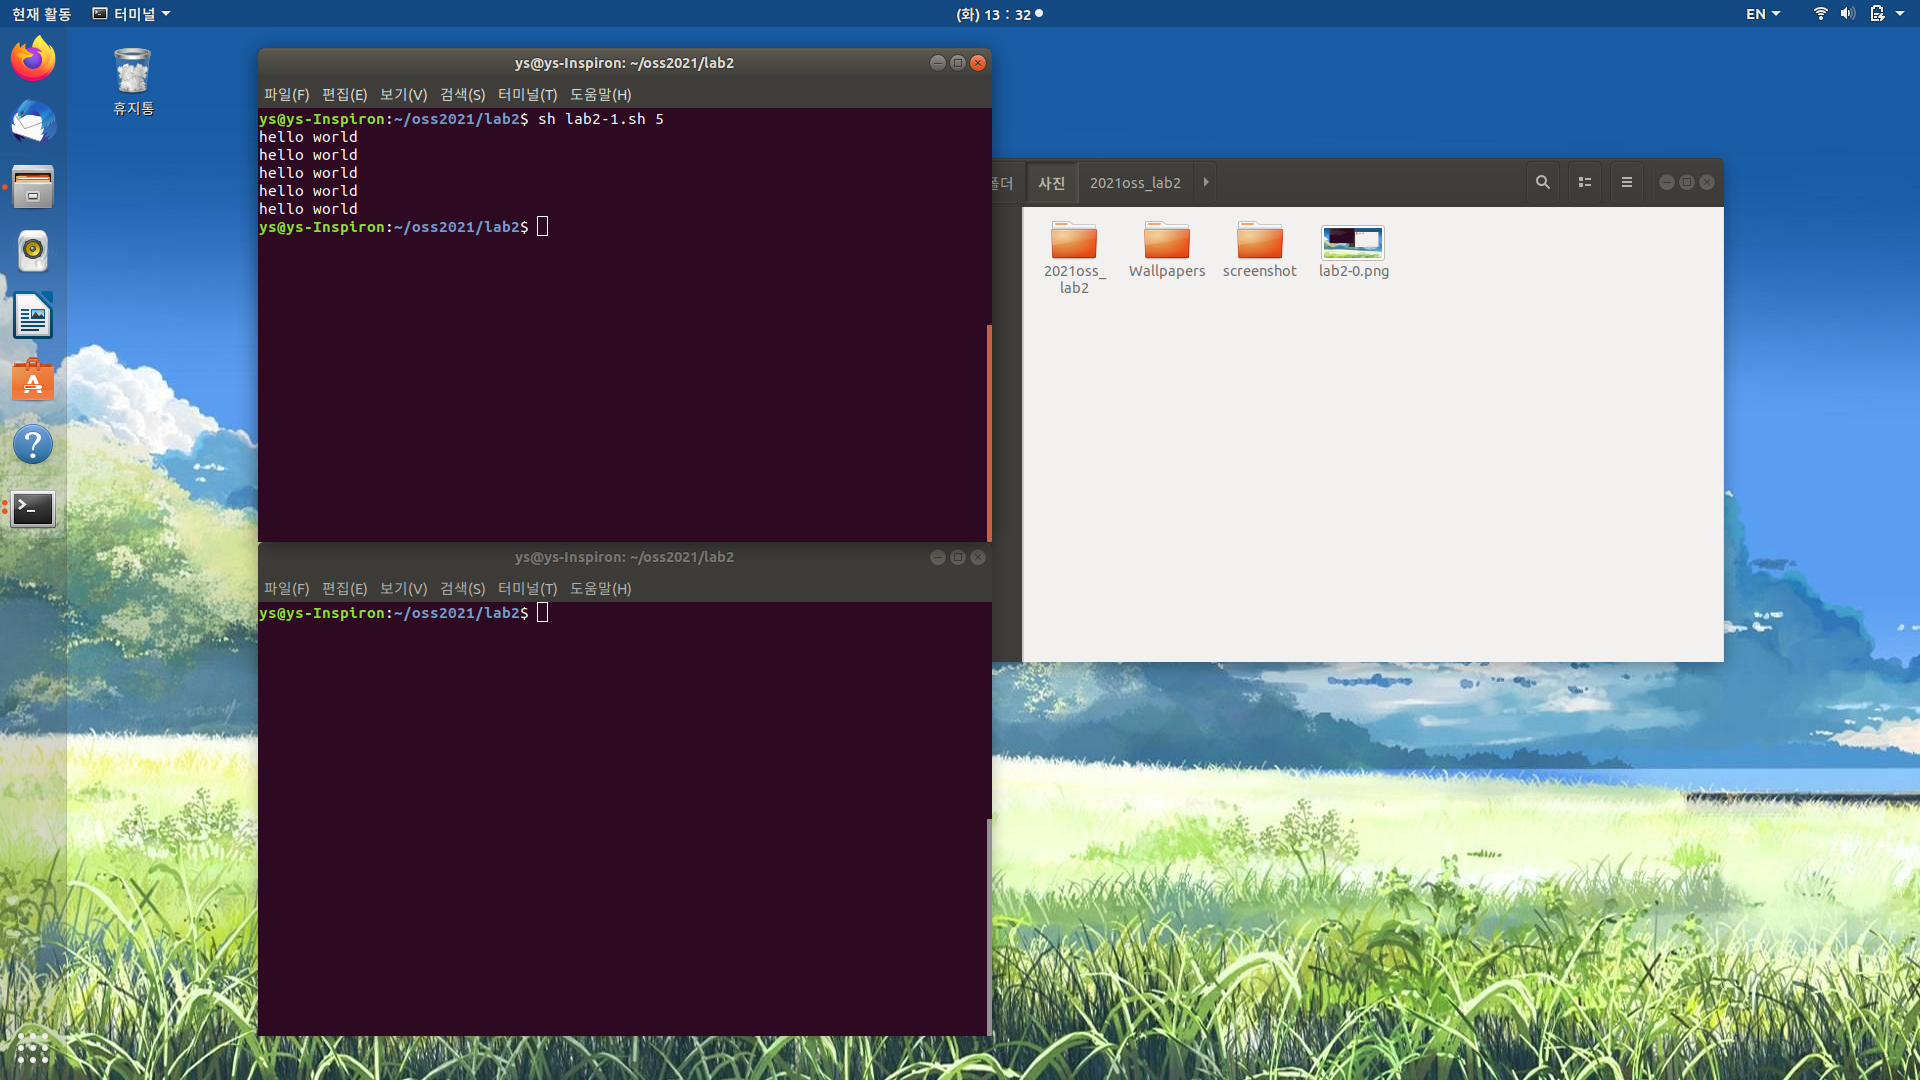 현재 활동 터미널 (화) 13 : 32 EN
휴지통
ys@ys-Inspiron: ~/oss2021/lab2
파일(F) 편집(E) 보기(V) 검색(S) 터미널(T) 도움말(H)
ys@ys-Inspiron:~/oss2021/lab2$ sh lab2-1.sh 5
hello world
hello world
hello world
hello world
hello world
ys@ys-Inspiron:~/oss2021/lab2$
ys@ys-Inspiron: ~/oss2021/lab2
파일(F) 편집(E) 보기(V) 검색(S) 터미널(T) 도움말(H)
ys@ys-Inspiron:~/oss2021/lab2$
사진 2021oss_lab2
2021oss_
lab2
Wallpapers
screenshot
lab2-0.png